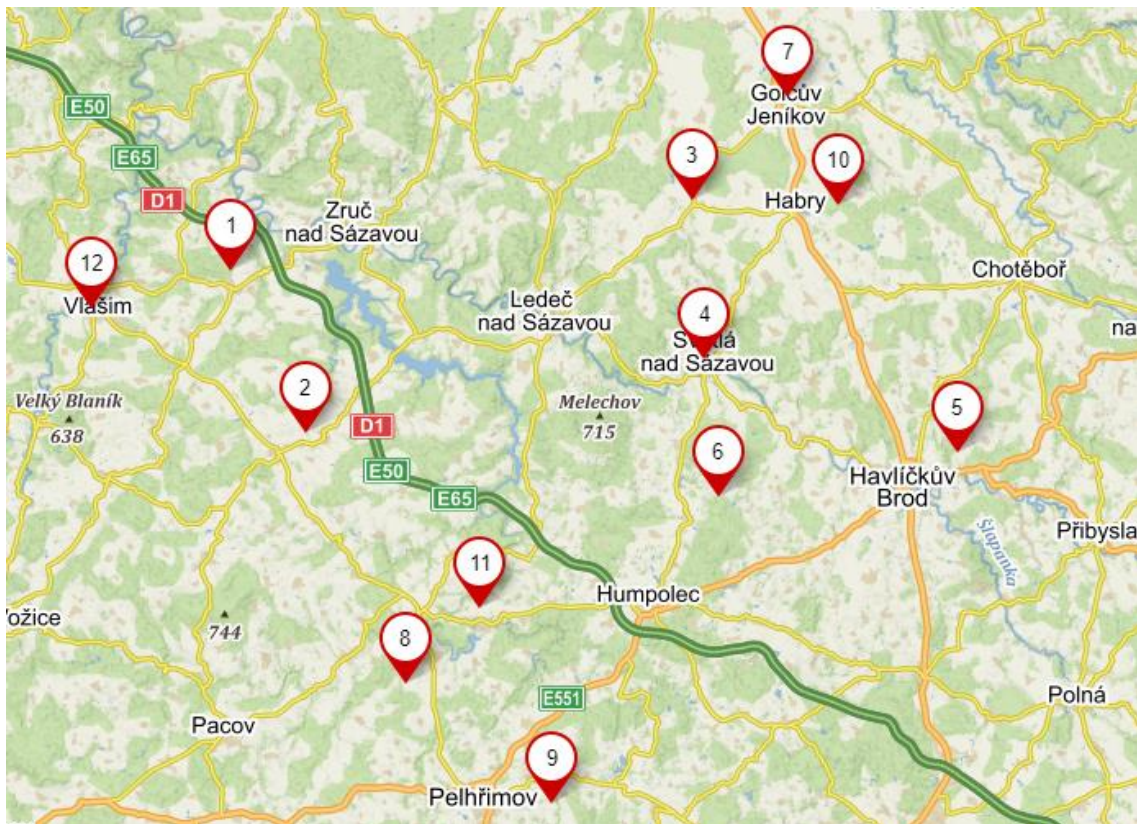 7
E50
Golčův
Jeníkov
E65
3
10
D1
Zruč
nad Sázavou
Habry
1
12
Chotěboř
Vlašim
Ledeč
nad Sázavou
4
na
Světlá
nad Sázavou
2
Velký Blaník
638
Melechov
715
5
D1
6
E50
Havlíčkův
Brod
E65
Přibysla
Šlapanka
11
Humpolec
ožice
744
8
E551
Polná
Pacov
9
Pelhřimov